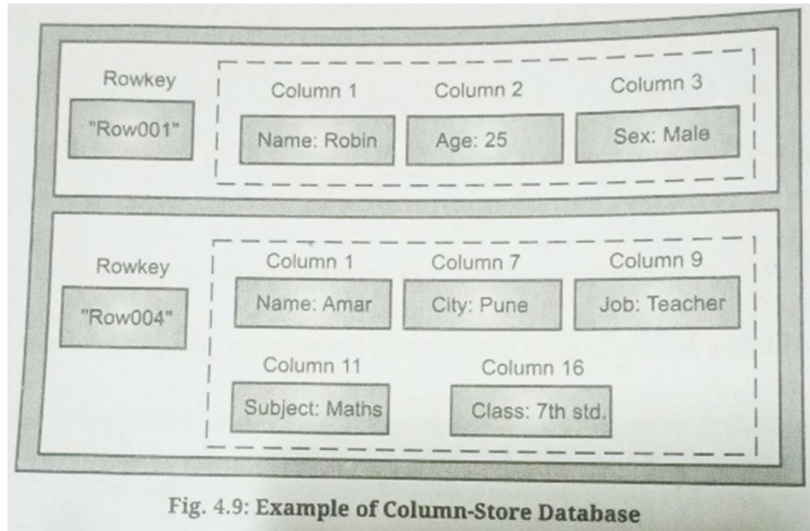 Rowkey
"Row001"
Column 1
Name: Robin
Column 2
Age: 25
Column 3
Sex: Male
Rowkey
"Row004"
Column 1
Name: Amar
Column 7
City: Pune
Column 9
Job: Teacher
Column 11
Subject: Maths
Column 16
Class: 7th std.
Fig. 4.9: Example of Column-Store Database